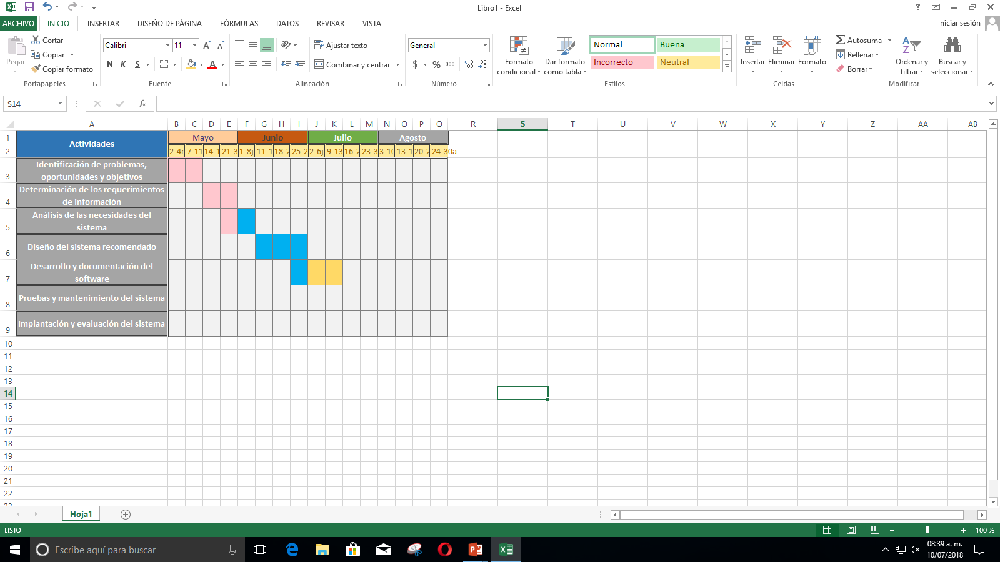 Libro1 - Excel
ARCHIVO INICIO INSERTAR DISEÑO DE PÁGINA FÓRMULAS DATOS REVISAR VISTA Iniciar sesión
Pegar
Cortar
Copiar
Copiar formato
Portapapeles
Calibri 11
N K S
Fuente
Ajustar texto
Combinar y centrar
Alineación
General
$ % 000
Número
Formato condicional
Dar formato como tabla
Normal Buena
Incorrecto Neutral
Estilos
Insertar Eliminar Formato
Celdas
Autosuma
Rellenar
Borrar
Ordenar y filtrar
Buscar y seleccionar
Modificar
S14 fx
A B C D E F G H I J K L M N O P Q R S T U V W X Y Z AA AB
1 Actividades Mayo Junio Julio Agosto
2 2-4r 7-11 14-1 21-3 1-8j 11-1 18-2 25-2 2-6j 9-13 16-2 23-3 3-10 13-1 20-2 24-30a
3 Identificación de problemas, oportunidades y objetivos
4 Determinación de los requerimientos de información
5 Análisis de las necesidades del sistema
6 Diseño del sistema recomendado
7 Desarrollo y documentación del software
8 Pruebas y mantenimiento del sistema
9 Implantación y evaluación del sistema
10
11
12
13
14
15
16
17
18
19
20
21
22
Hoja1
LISTO 100 %
Escribe aquí para buscar
08:39 a. m.
10/07/2018